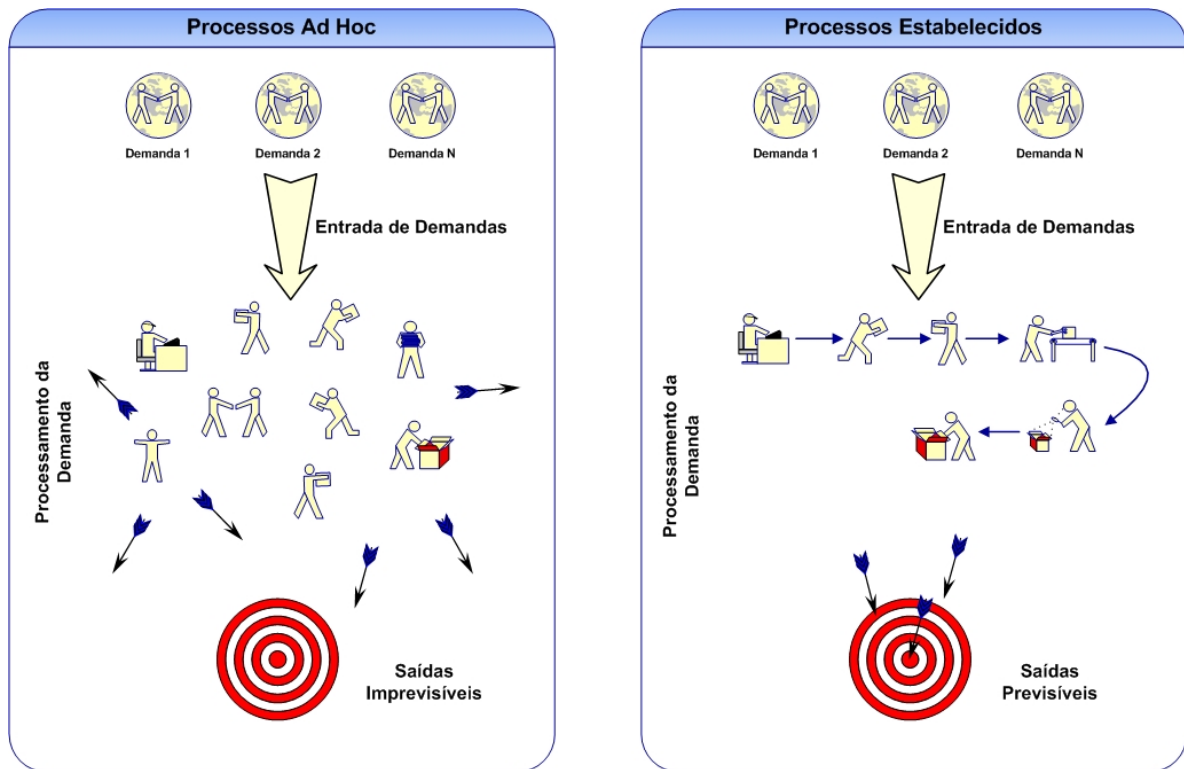 Processos Ad Hoc
Demanda 1
Demanda 2
Demanda N
Entrada de Demandas
Processamento da
Demanda
Saídas
Imprevisíveis
Processos Estabelecidos
Demanda 1
Demanda 2
Demanda N
Entrada de Demandas
Processamento da
Demanda
Saídas
Previsíveis